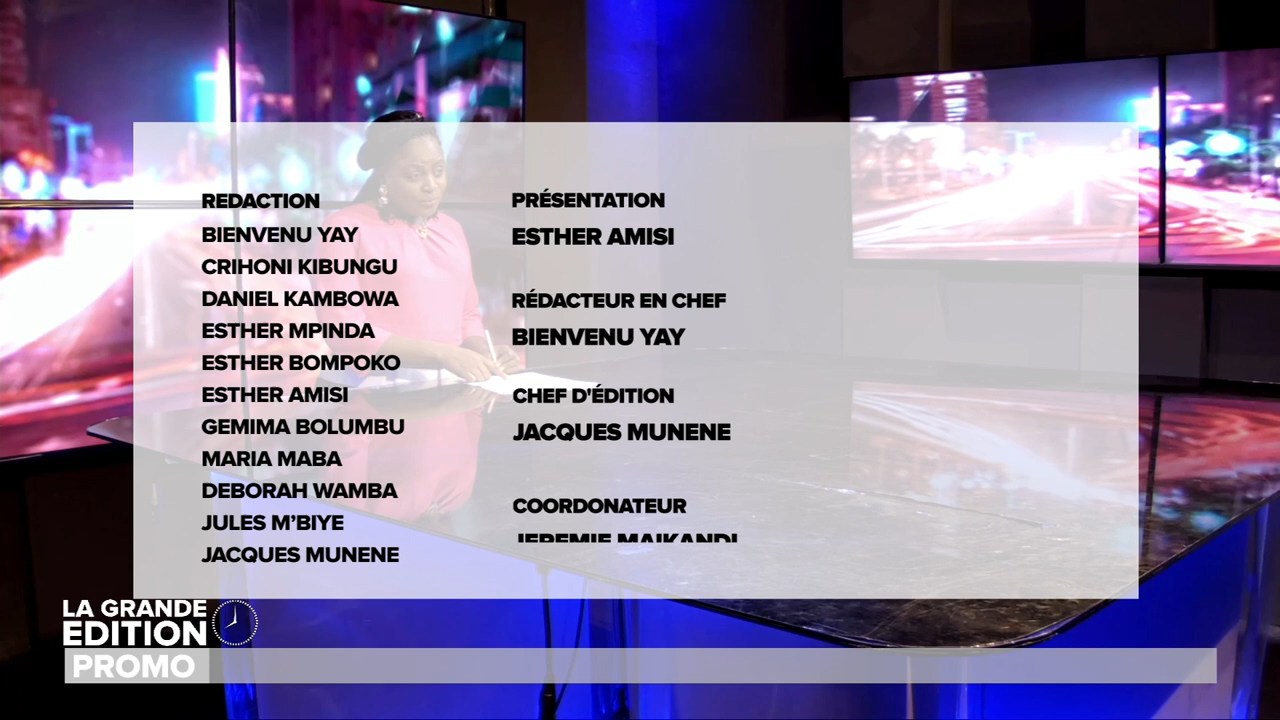 REDACTION
BIENVENU YAY
CRIHONI KIBUNGU
DANIEL KAMBOWA
ESTHER MPINDA
ESTHER BOMPOKO
ESTHER AMISI
GEMIMA BOLUMBU
MARIA MABA
DEBORAH WAMBA
JULES M’BIYE
JACQUES MUNENE
PRÉSENTATION
ESTHER AMISI
RÉDACTEUR EN CHEF
BIENVENU YAY
CHEF D'ÉDITION
JACQUES MUNENE
COORDONATEUR
JEREMIE MAIKANDI
LA GRANDE
EDITION
PROMO